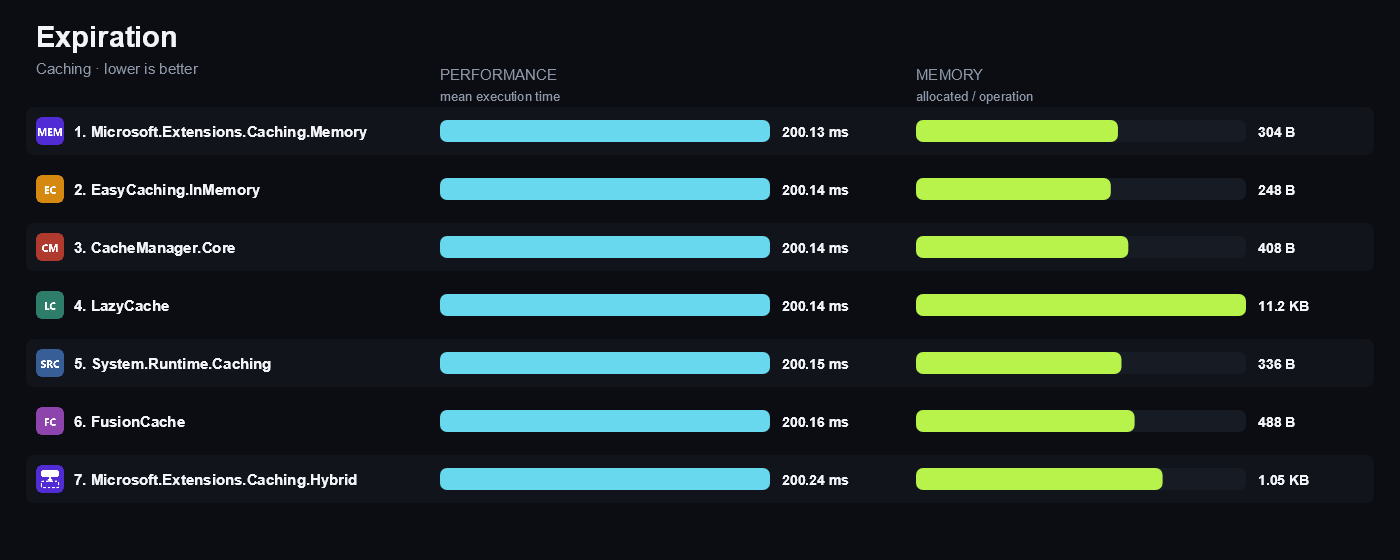 Expiration
Caching · lower is better
PERFORMANCE
mean execution time
MEMORY
allocated / operation
MEM 1. Microsoft.Extensions.Caching.Memory 200.13 ms 304 B
EC 2. EasyCaching.InMemory 200.14 ms 248 B
CM 3. CacheManager.Core 200.14 ms 408 B
LC 4. LazyCache 200.14 ms 11.2 KB
SRC 5. System.Runtime.Caching 200.15 ms 336 B
FC 6. FusionCache 200.16 ms 488 B
7. Microsoft.Extensions.Caching.Hybrid 200.24 ms 1.05 KB